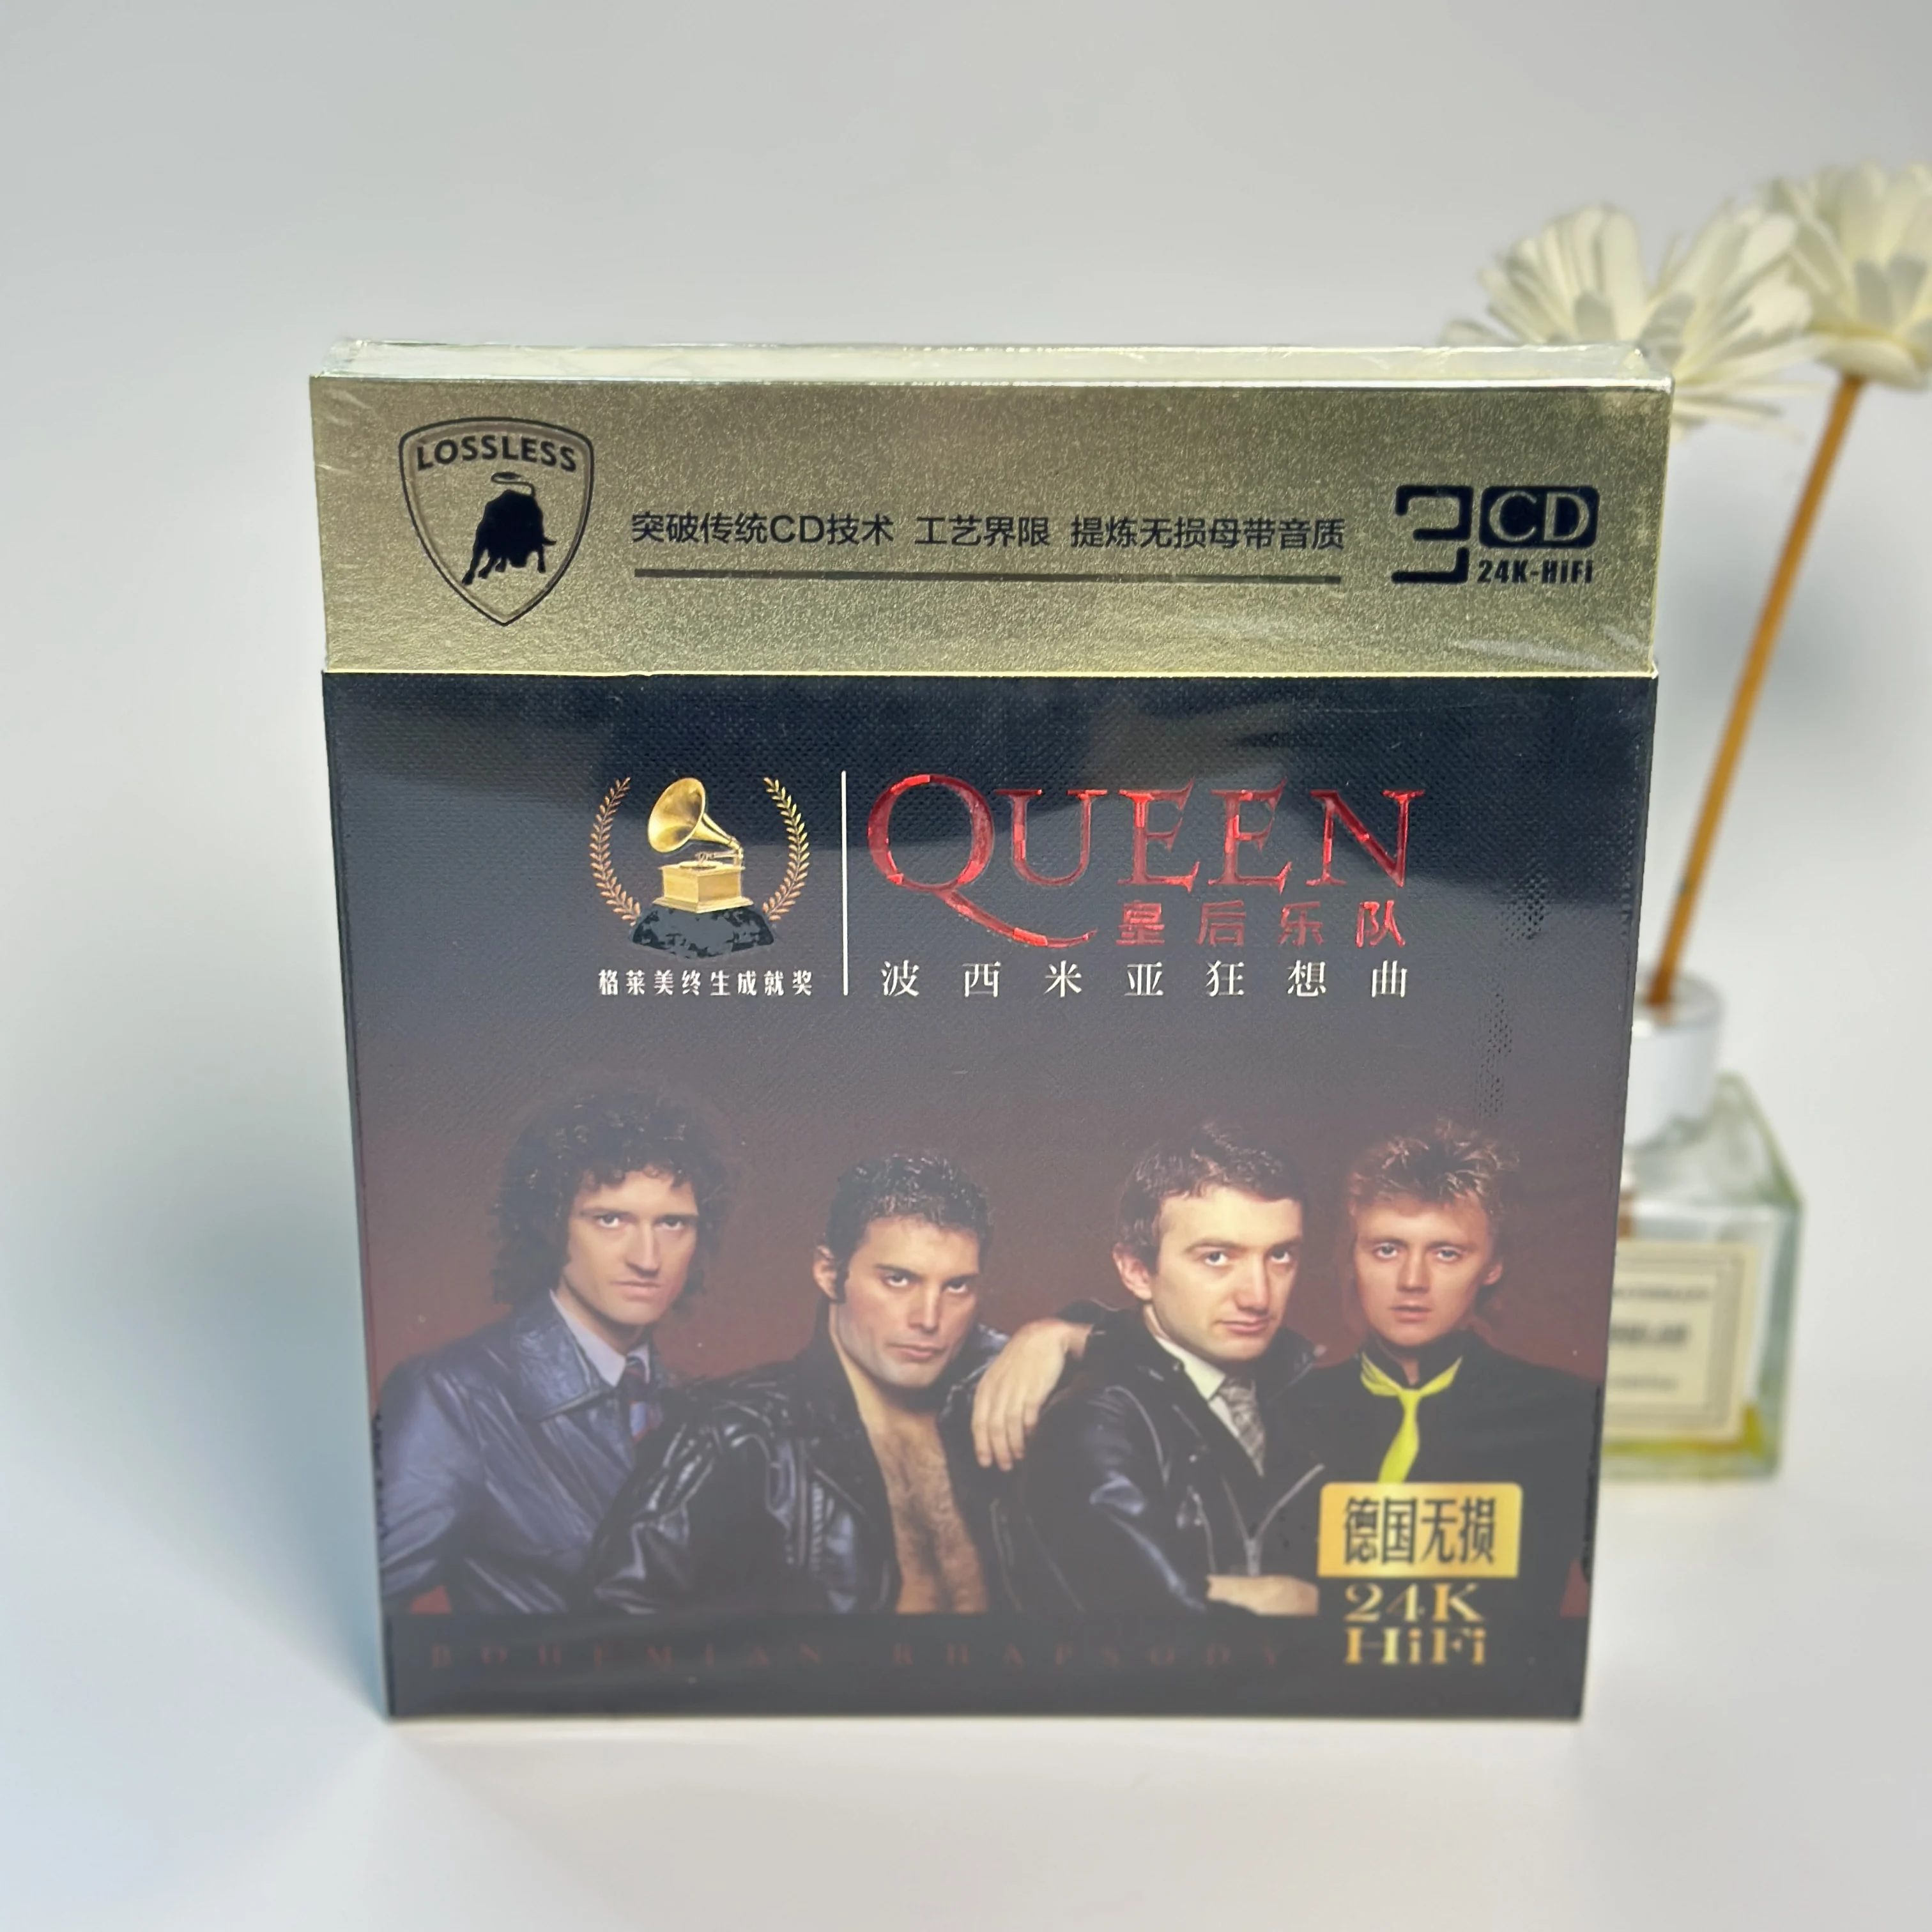 LOSSLESS
突破传统CD技术 工艺界限 提炼无损母带音质
3CD
24K-HiFi
QUEEN
皇后乐队
格莱美终生成就奖
波西米亚狂想曲
德国无损
24K
HiFi
BOHEMIAN RHAPSODY